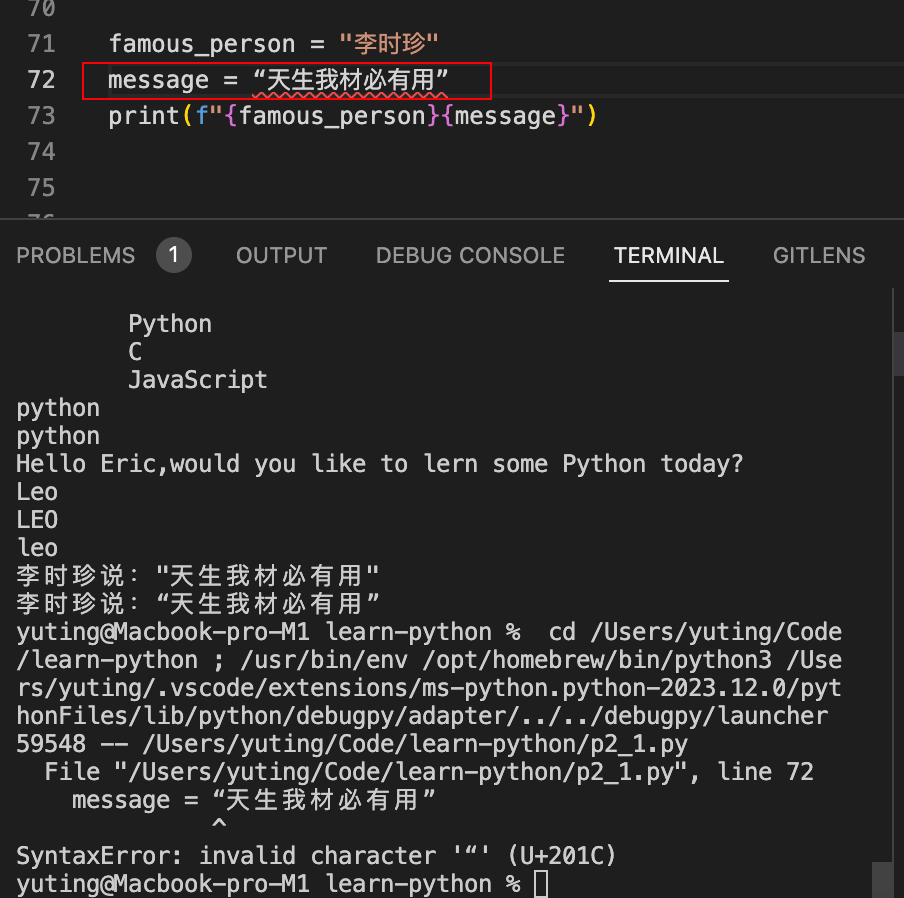 70
71 famous_person = "李时珍"
72 message = “天生我材必有用”
73 print(f"{famous_person}{message}")
74
75
76
PROBLEMS 1 OUTPUT DEBUG CONSOLE TERMINAL GITLENS
Python
C
JavaScript
python
python
Hello Eric,would you like to lern some Python today?
Leo
LEO
leo
李时珍说："天生我材必有用"
李时珍说：“天生我材必有用”
yuting@Macbook-pro-M1 learn-python %  cd /Users/yuting/Code
/learn-python ; /usr/bin/env /opt/homebrew/bin/python3 /Use
rs/yuting/.vscode/extensions/ms-python.python-2023.12.0/pyt
honFiles/lib/python/debugpy/adapter/../../debugpy/launcher
59548 -- /Users/yuting/Code/learn-python/p2_1.py
File "/Users/yuting/Code/learn-python/p2_1.py", line 72
message = “天生我材必有用”
^
SyntaxError: invalid character '“' (U+201C)
yuting@Macbook-pro-M1 learn-python %